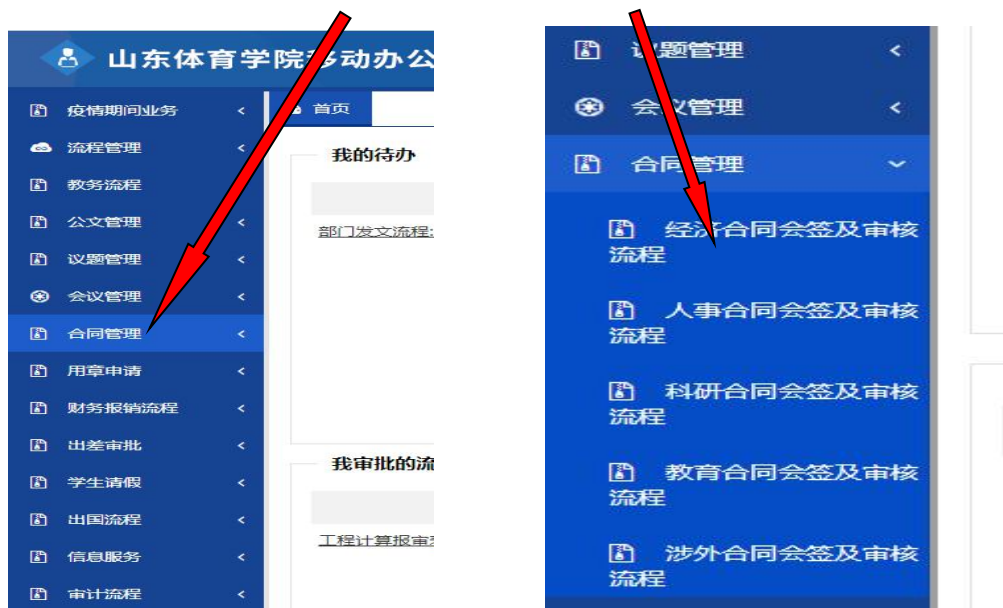 山东体育学院移动办公
疫情期间业务
流程管理
教务流程
公文管理
议题管理
会议管理
合同管理
用章申请
财务报销流程
出差审批
学生请假
出国流程
信息服务
审计流程
首页
我的待办
部门发文流程:
我审批的流
工程计算报审
议题管理
会议管理
合同管理
经济合同会签及审核
流程
人事合同会签及审核
流程
科研合同会签及审核
流程
教育合同会签及审核
流程
涉外合同会签及审核
流程